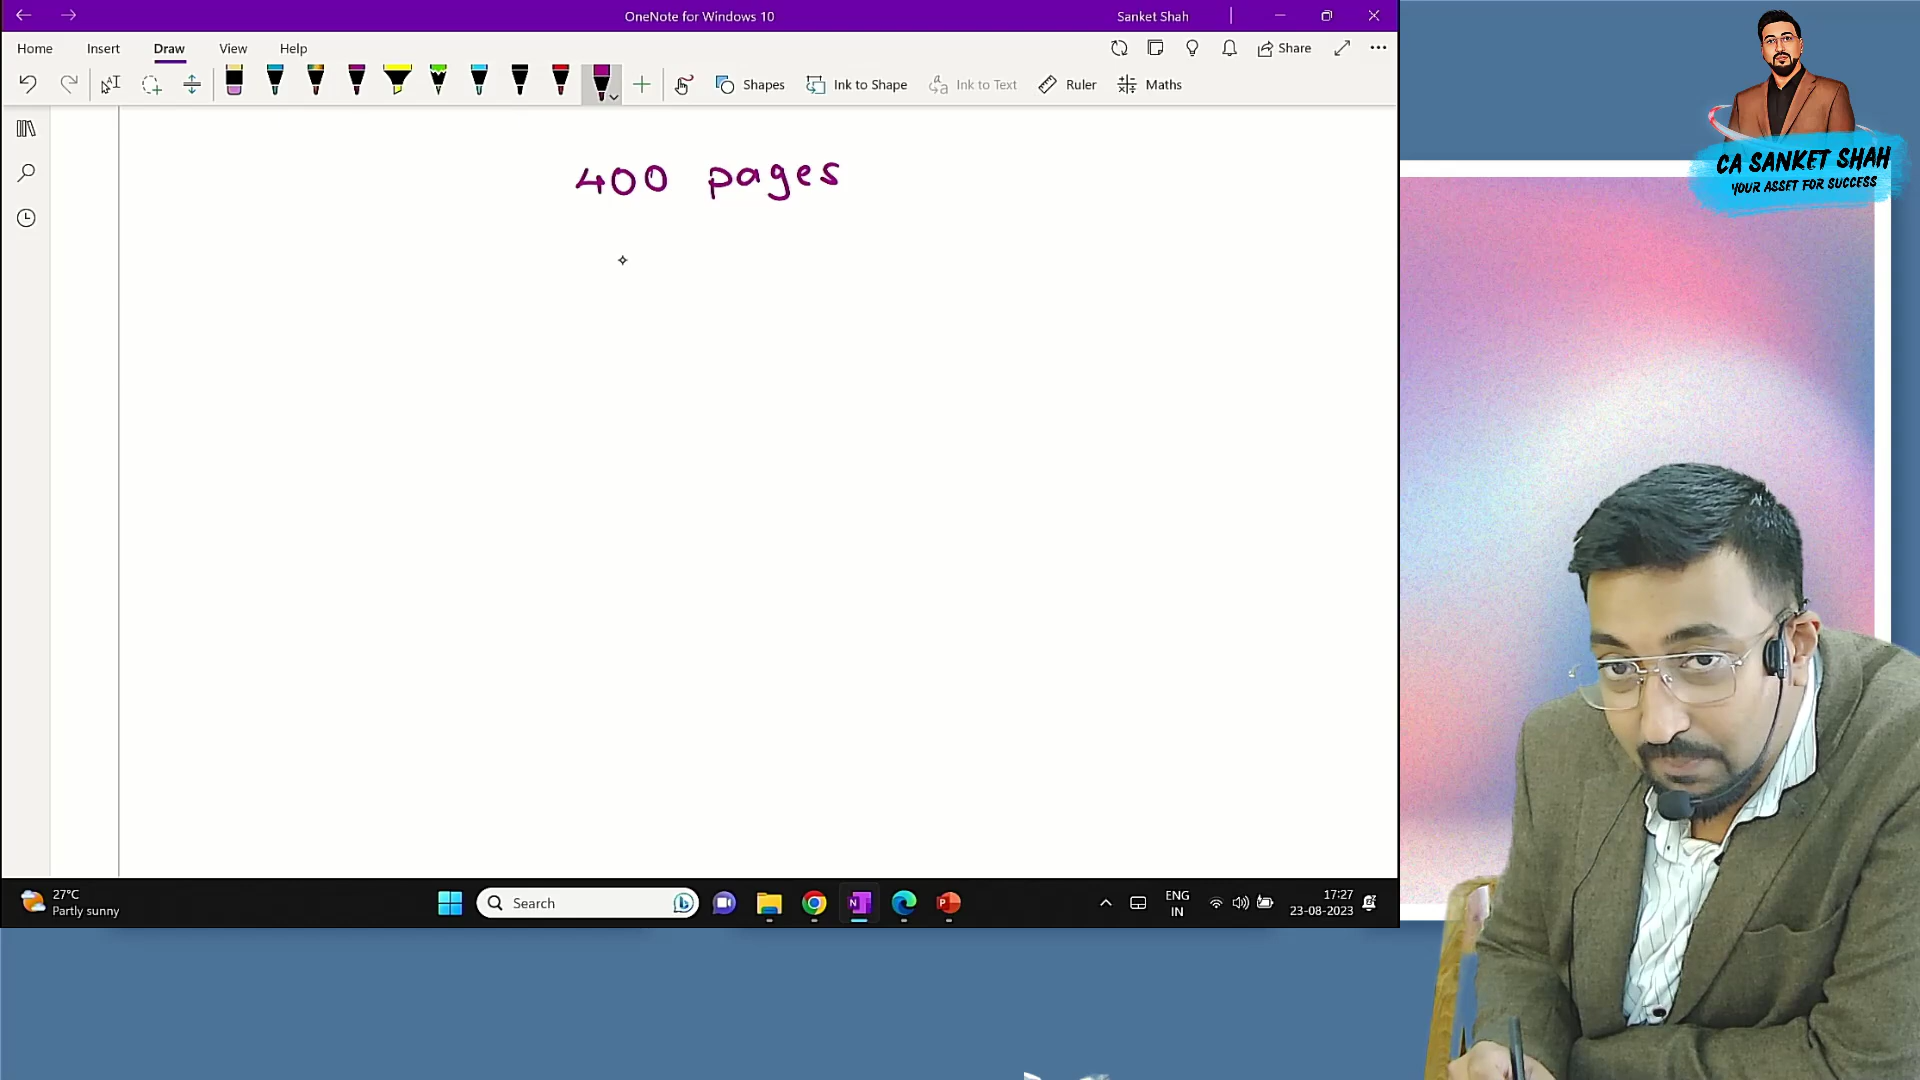 OneNote for Windows 10
Sanket Shah
Home Insert Draw View Help
Share
Shapes Ink to Shape Ink to Text Ruler Maths
400 pages
CA SANKET SHAH
YOUR ASSET FOR SUCCESS
27°C
Partly sunny
Search
ENG
IN
17:27
23-08-2023